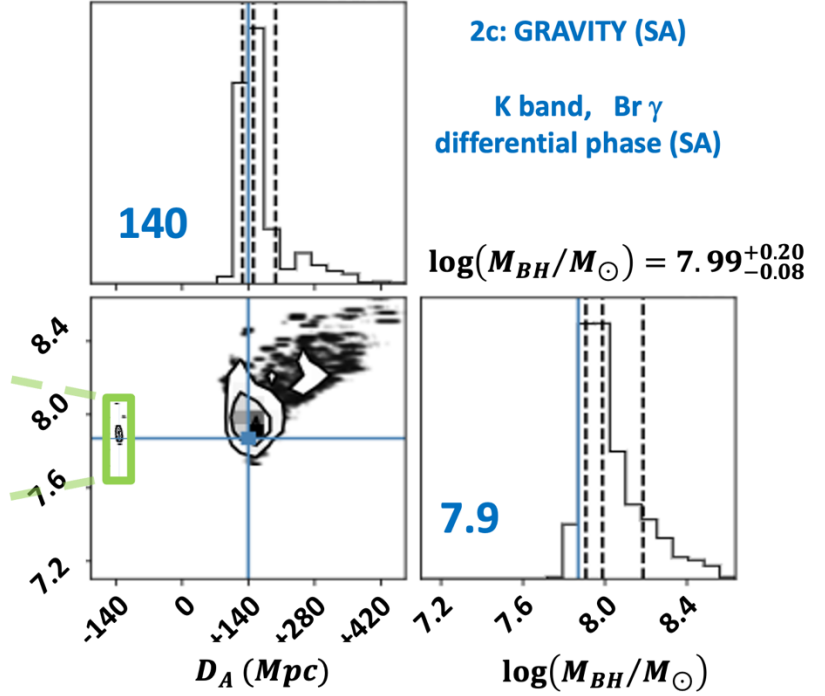 2c: GRAVITY (SA)
K band, Br γ
differential phase (SA)
140
log(M_BH/M_⊙) = 7.99^{+0.20}_{-0.08}
8.4
8.0
7.6
7.2
7.9
-140 0 +140 +280 +420
7.2 7.6 8.0 8.4
D_A (Mpc)
log(M_BH/M_⊙)